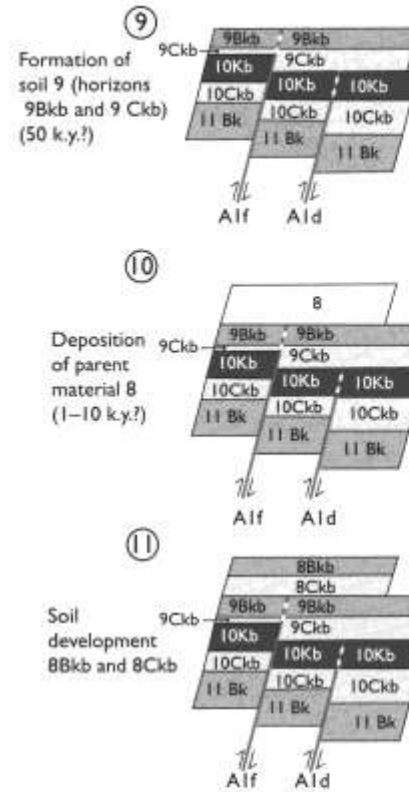 9
Formation of
soil 9 (horizons
9Bkb and 9 Ckb)
(50 k.y.?)
9Bkb 9Bkb
9Ckb 9Ckb
10Kb 10Kb 10Kb
10Ckb 10Ckb 10Ckb
11 Bk 11 Bk 11 Bk
A1f A1d
10
Deposition
of parent
material 8
(1–10 k.y.?)
8
9Bkb 9Bkb
9Ckb 9Ckb
10Kb 10Kb 10Kb
10Ckb 10Ckb 10Ckb
11 Bk 11 Bk 11 Bk
A1f A1d
11
Soil
development
8Bkb and 8Ckb
8Bkb
8Ckb
9Bkb 9Bkb
9Ckb 9Ckb
10Kb 10Kb 10Kb
10Ckb 10Ckb 10Ckb
11 Bk 11 Bk 11 Bk
A1f A1d